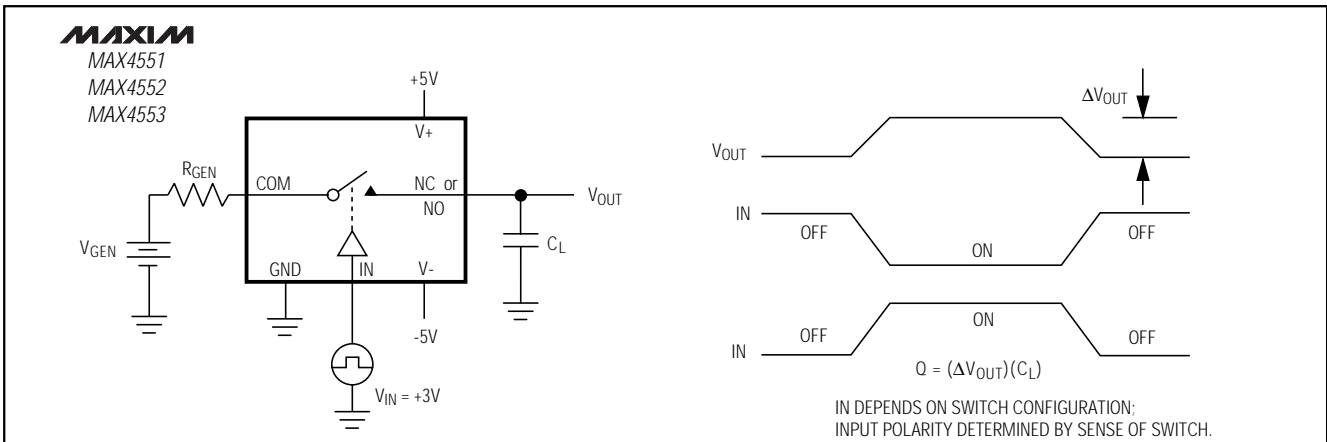 MAXIM
MAX4551
MAX4552
MAX4553
+5V
V+
RGEN
COM
NC or
NO
VOUT
VGEN
CL
GND
IN
V-
-5V
VIN = +3V
ΔVOUT
VOUT
IN
OFF
ON
OFF
IN
OFF
ON
OFF
Q = (ΔVOUT)(CL)
IN DEPENDS ON SWITCH CONFIGURATION;
INPUT POLARITY DETERMINED BY SENSE OF SWITCH.